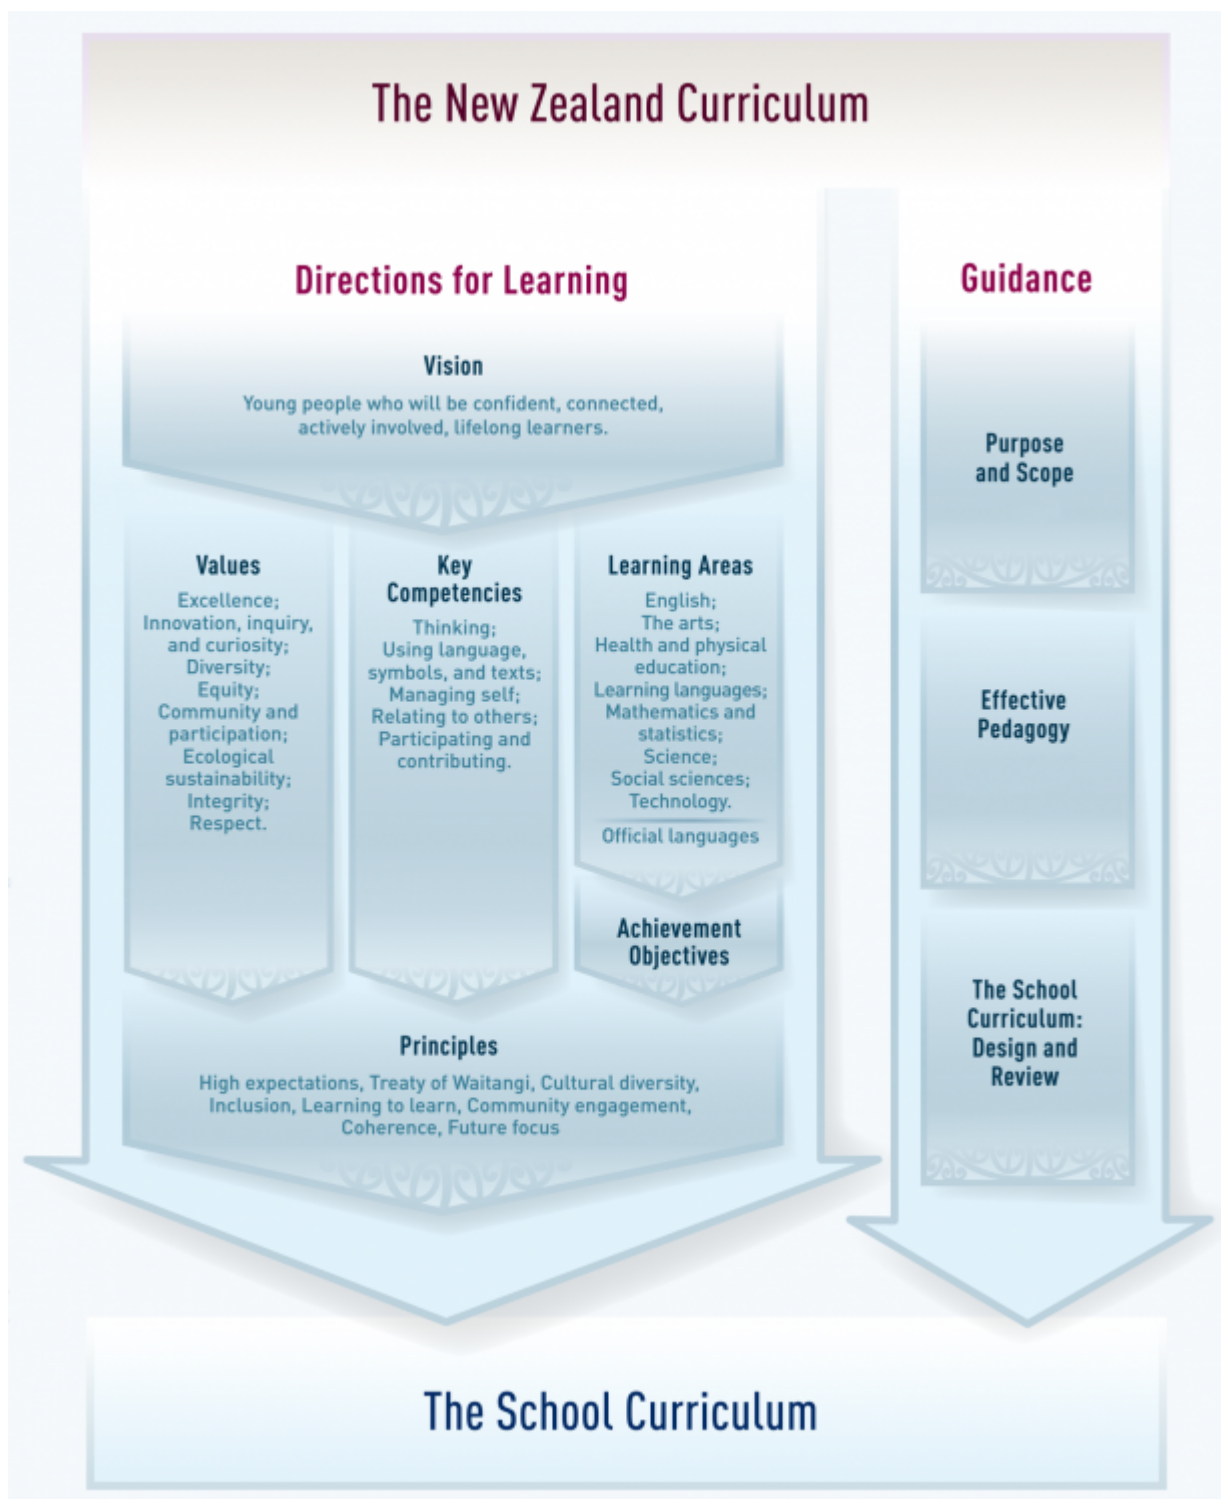 The New Zealand Curriculum
Directions for Learning
Vision
Young people who will be confident, connected,
actively involved, lifelong learners.
Values
Excellence;
Innovation, inquiry,
and curiosity;
Diversity;
Equity;
Community and
participation;
Ecological
sustainability;
Integrity;
Respect.
Key
Competencies
Thinking;
Using language,
symbols, and texts;
Managing self;
Relating to others;
Participating and
contributing.
Learning Areas
English;
The arts;
Health and physical
education;
Learning languages;
Mathematics and
statistics;
Science;
Social sciences;
Technology.
Official languages
Achievement
Objectives
Principles
High expectations, Treaty of Waitangi, Cultural diversity,
Inclusion, Learning to learn, Community engagement,
Coherence, Future focus
Guidance
Purpose
and Scope
Effective
Pedagogy
The School
Curriculum:
Design and
Review
The School Curriculum